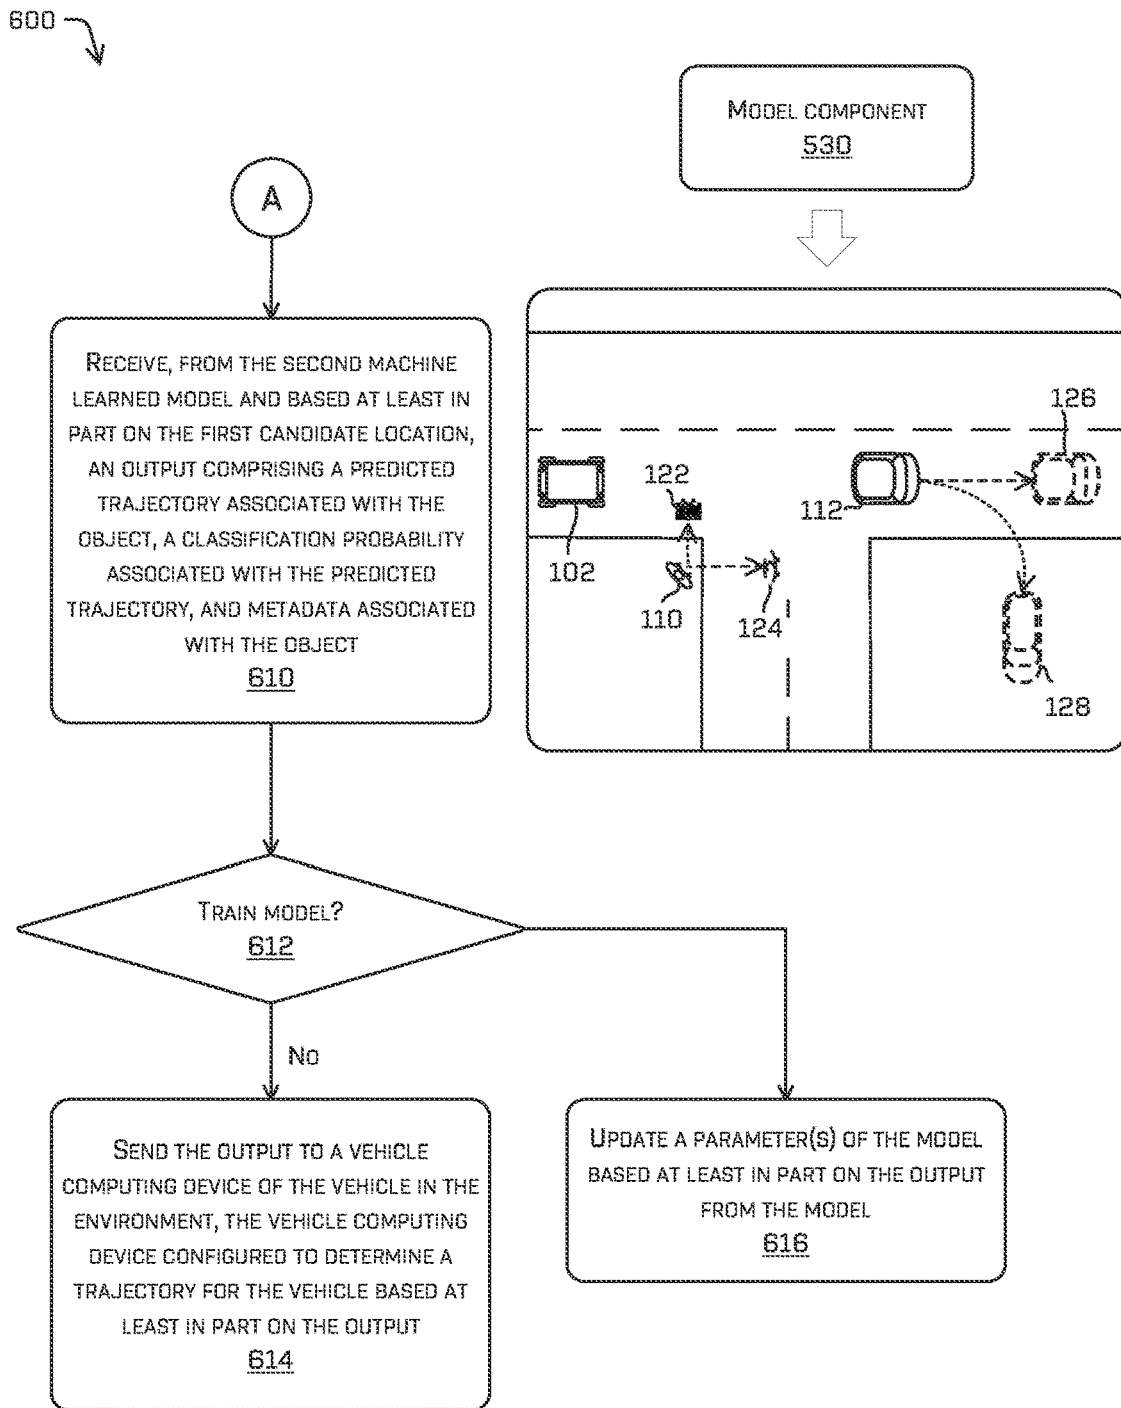 600
MODEL COMPONENT
530
A
RECEIVE, FROM THE SECOND MACHINE
LEARNED MODEL AND BASED AT LEAST IN
PART ON THE FIRST CANDIDATE LOCATION,
AN OUTPUT COMPRISING A PREDICTED
TRAJECTORY ASSOCIATED WITH THE
OBJECT, A CLASSIFICATION PROBABILITY
ASSOCIATED WITH THE PREDICTED
TRAJECTORY, AND METADATA ASSOCIATED
WITH THE OBJECT
610
126
122
112
102
110
124
128
TRAIN MODEL?
612
NO
SEND THE OUTPUT TO A VEHICLE
COMPUTING DEVICE OF THE VEHICLE IN THE
ENVIRONMENT, THE VEHICLE COMPUTING
DEVICE CONFIGURED TO DETERMINE A
TRAJECTORY FOR THE VEHICLE BASED AT
LEAST IN PART ON THE OUTPUT
614
UPDATE A PARAMETER(S) OF THE MODEL
BASED AT LEAST IN PART ON THE OUTPUT
FROM THE MODEL
616